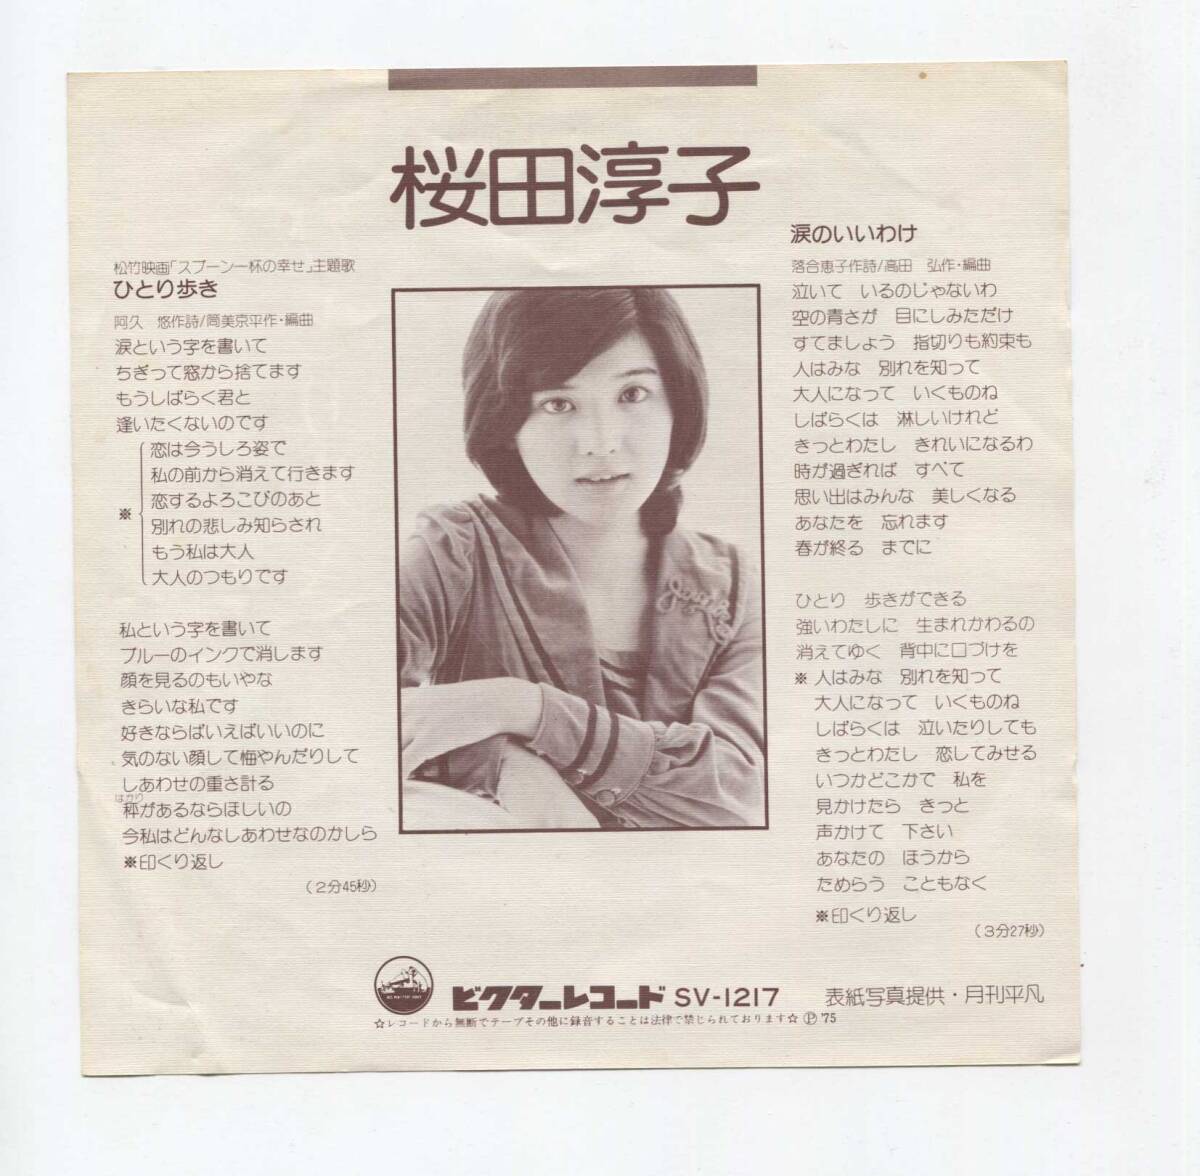 桜田淳子
松竹映画「スプーン一杯の幸せ」主題歌
ひとり歩き
阿久 悠作詩/筒美京平作・編曲
涙という字を書いて
ちぎって窓から捨てます
もうしばらく君と
逢いたくないのです
※
恋は今うしろ姿で
私の前から消えて行きます
恋するよろこびのあと
別れの悲しみ知らされ
もう私は大人
大人のつもりです
私という字を書いて
ブルーのインクで消します
顔を見るのもいやな
きらいな私です
好きならばいえばいいのに
気のない顔して悔やんだりして
しあわせの重さ計る
はかり
秤があるならほしいの
今私はどんなしあわせなのかしら
※印くり返し
(2分45秒)
涙のいいわけ
落合恵子作詩/高田 弘作・編曲
泣いて いるのじゃないわ
空の青さが 目にしみただけ
すてましょう 指切りも約束も
人はみな 別れを知って
大人になって いくものね
しばらくは 淋しいけれど
きっとわたし きれいになるわ
時が過ぎれば すべて
思い出はみんな 美しくなる
あなたを 忘れます
春が終る までに
ひとり 歩きができる
強いわたしに 生まれかわるの
消えてゆく 背中に口づけを
※ 人はみな 別れを知って
大人になって いくものね
しばらくは 泣いたりしても
きっとわたし 恋してみせる
いつかどこかで 私を
見かけたら きっと
声かけて 下さい
あなたの ほうから
ためらう こともなく
※印くり返し
(3分27秒)
ビクターレコード SV-1217
表紙写真提供・月刊平凡
☆レコードから無断でテープその他に録音することは法律で禁じられております☆ Ⓟ '75